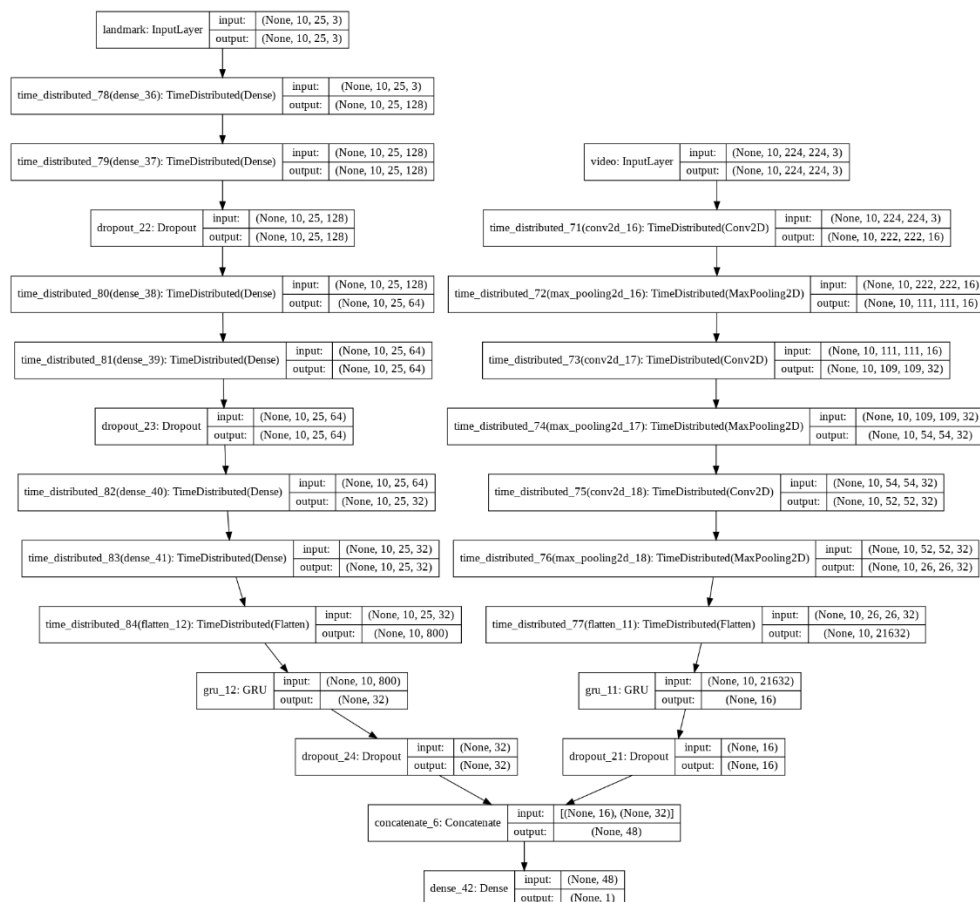 landmark: InputLayer input: (None, 10, 25, 3)
output: (None, 10, 25, 3)
time_distributed_78(dense_36): TimeDistributed(Dense) input: (None, 10, 25, 3)
output: (None, 10, 25, 128)
time_distributed_79(dense_37): TimeDistributed(Dense) input: (None, 10, 25, 128)
output: (None, 10, 25, 128)
dropout_22: Dropout input: (None, 10, 25, 128)
output: (None, 10, 25, 128)
time_distributed_80(dense_38): TimeDistributed(Dense) input: (None, 10, 25, 128)
output: (None, 10, 25, 64)
time_distributed_81(dense_39): TimeDistributed(Dense) input: (None, 10, 25, 64)
output: (None, 10, 25, 64)
dropout_23: Dropout input: (None, 10, 25, 64)
output: (None, 10, 25, 64)
time_distributed_82(dense_40): TimeDistributed(Dense) input: (None, 10, 25, 64)
output: (None, 10, 25, 32)
time_distributed_83(dense_41): TimeDistributed(Dense) input: (None, 10, 25, 32)
output: (None, 10, 25, 32)
time_distributed_84(flatten_12): TimeDistributed(Flatten) input: (None, 10, 25, 32)
output: (None, 10, 800)
gru_12: GRU input: (None, 10, 800)
output: (None, 32)
dropout_24: Dropout input: (None, 32)
output: (None, 32)
video: InputLayer input: (None, 10, 224, 224, 3)
output: (None, 10, 224, 224, 3)
time_distributed_71(conv2d_16): TimeDistributed(Conv2D) input: (None, 10, 224, 224, 3)
output: (None, 10, 222, 222, 16)
time_distributed_72(max_pooling2d_16): TimeDistributed(MaxPooling2D) input: (None, 10, 222, 222, 16)
output: (None, 10, 111, 111, 16)
time_distributed_73(conv2d_17): TimeDistributed(Conv2D) input: (None, 10, 111, 111, 16)
output: (None, 10, 109, 109, 32)
time_distributed_74(max_pooling2d_17): TimeDistributed(MaxPooling2D) input: (None, 10, 109, 109, 32)
output: (None, 10, 54, 54, 32)
time_distributed_75(conv2d_18): TimeDistributed(Conv2D) input: (None, 10, 54, 54, 32)
output: (None, 10, 52, 52, 32)
time_distributed_76(max_pooling2d_18): TimeDistributed(MaxPooling2D) input: (None, 10, 52, 52, 32)
output: (None, 10, 26, 26, 32)
time_distributed_77(flatten_11): TimeDistributed(Flatten) input: (None, 10, 26, 26, 32)
output: (None, 10, 21632)
gru_11: GRU input: (None, 10, 21632)
output: (None, 16)
dropout_21: Dropout input: (None, 16)
output: (None, 16)
concatenate_6: Concatenate input: [(None, 16), (None, 32)]
output: (None, 48)
dense_42: Dense input: (None, 48)
output: (None, 1)